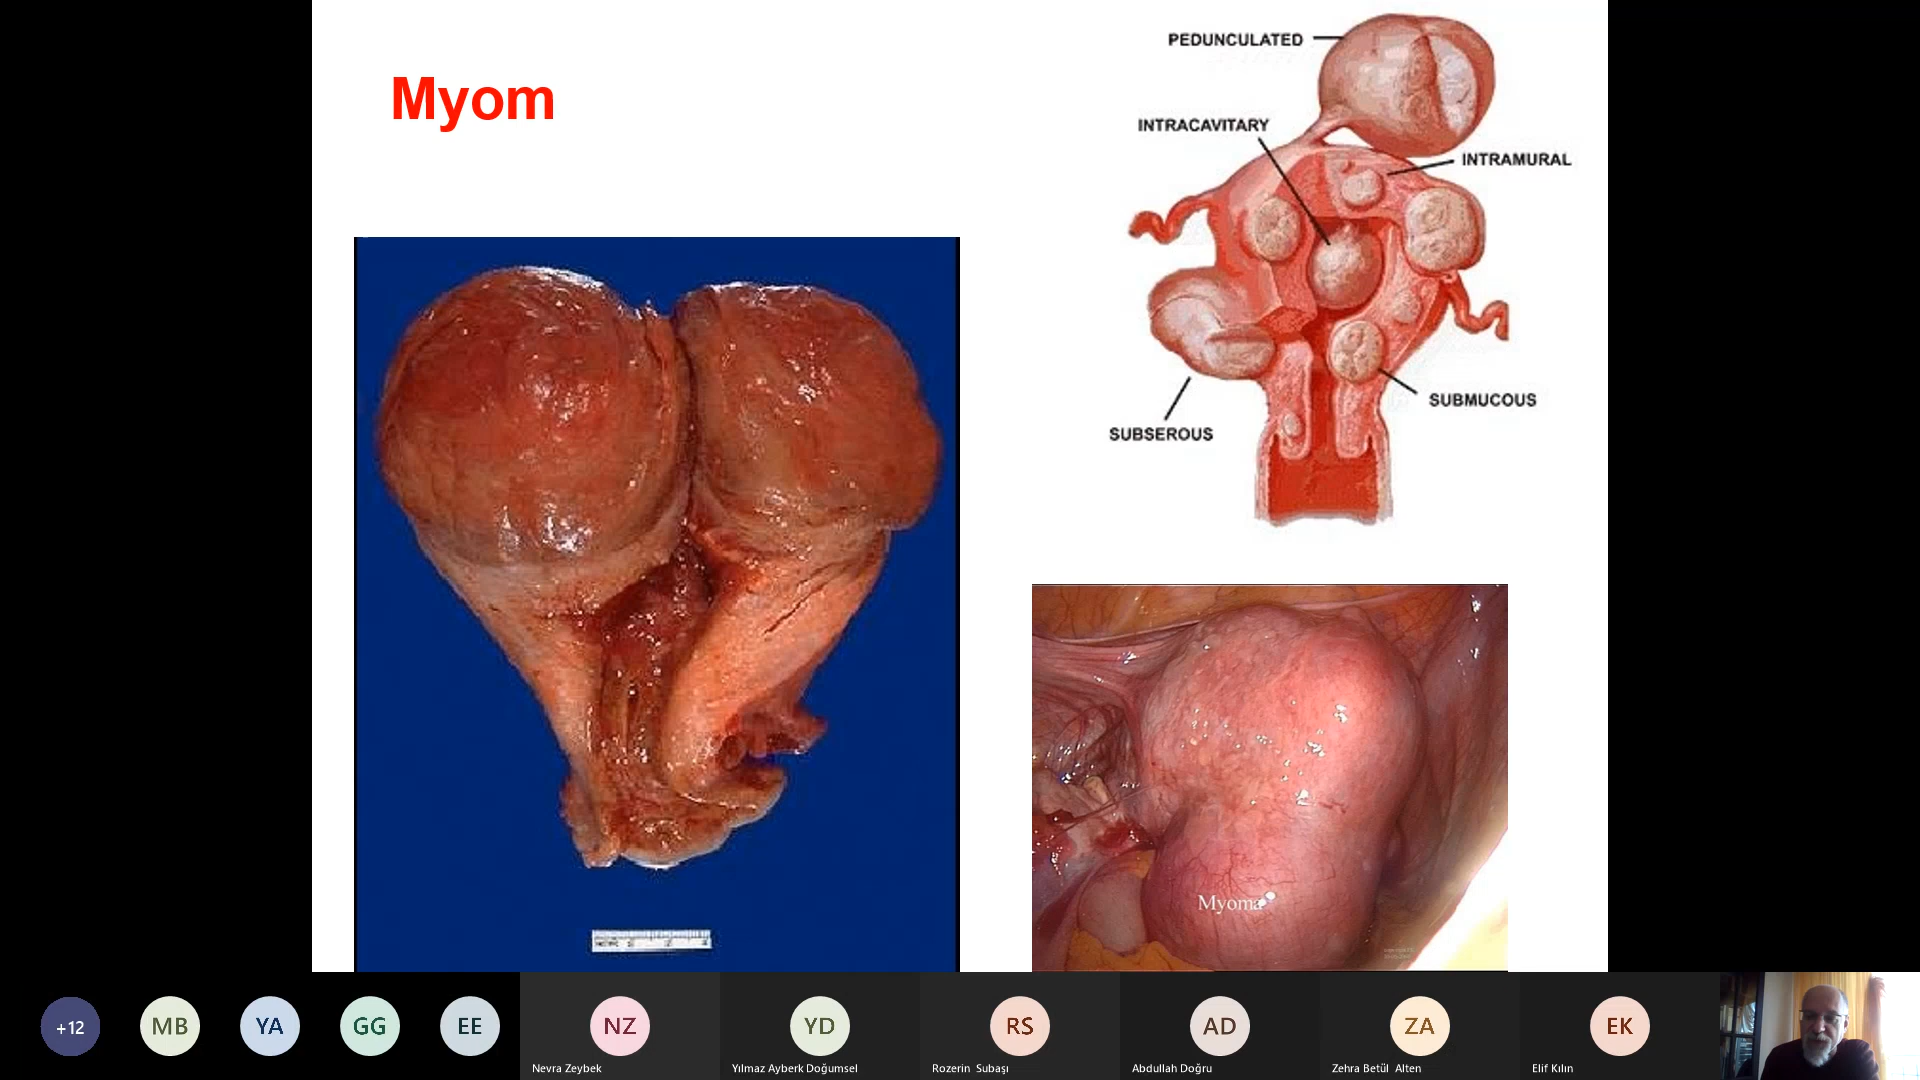 Myom
PEDUNCULATED
INTRACAVITARY
INTRAMURAL
SUBMUCOUS
SUBSEROUS
Myoma
+12
MB
YA
GG
EE
NZ
Nevra Zeybek
YD
Yılmaz Ayberk Doğumsel
RS
Rozerin Subaşı
AD
Abdullah Doğru
ZA
Zehra Betül Alten
EK
Elif Kılın